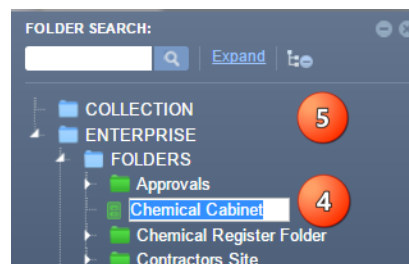 FOLDER SEARCH:
Expand
COLLECTION
5
ENTERPRISE
FOLDERS
Approvals
Chemical Cabinet
4
Chemical Register Folder
Contractors Site